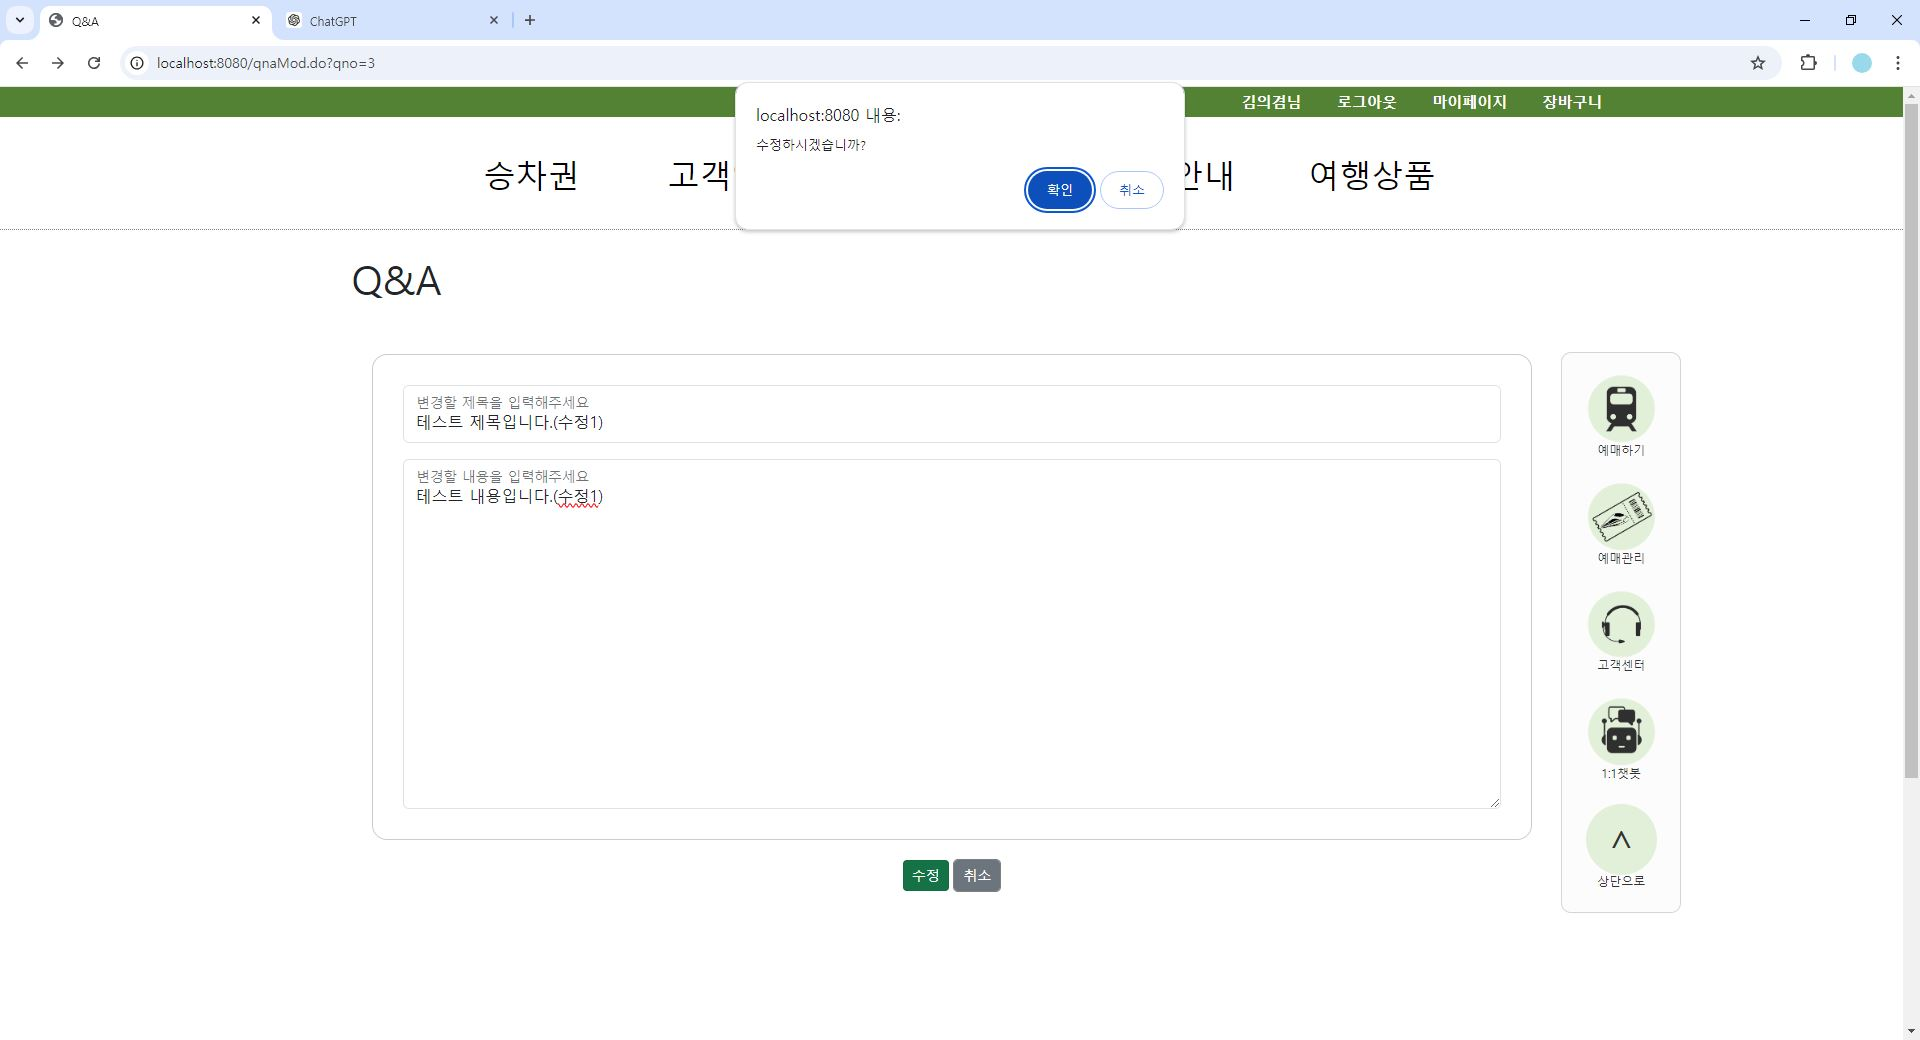 Q&A
ChatGPT
localhost:8080/qnaMod.do?qno=3
김의겸님 로그아웃 마이페이지 장바구니
localhost:8080 내용:
수정하시겠습니까?
확인 취소
승차권 고객 안내 여행상품
Q&A
변경할 제목을 입력해주세요
테스트 제목입니다.(수정1)
변경할 내용을 입력해주세요
테스트 내용입니다.(수정1)
수정 취소
예매하기
예매관리
고객센터
1:1챗봇
상단으로